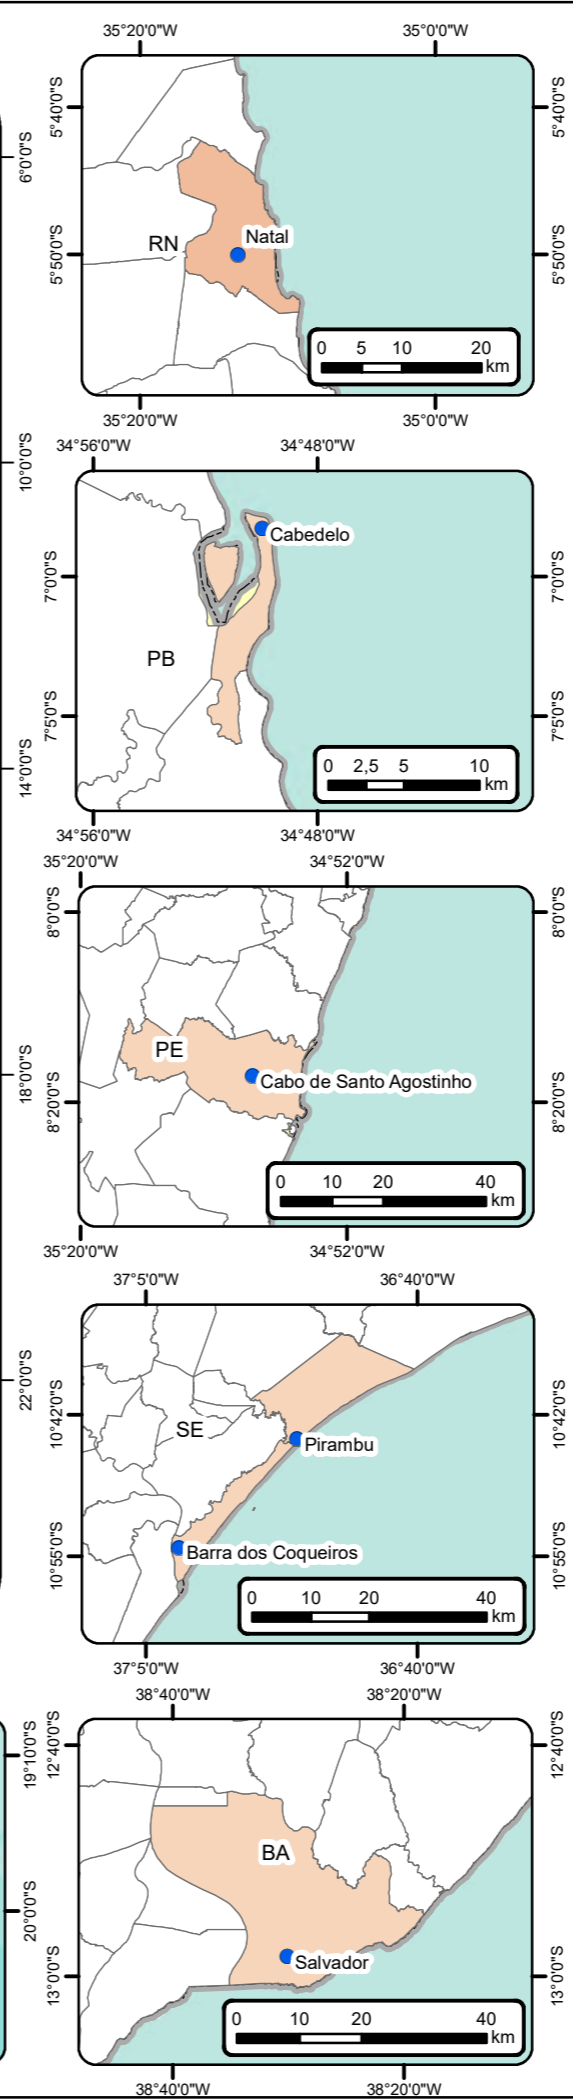 35°20'0"W 35°0'0"W
5°40'0"S 5°40'0"S
6°0'0"S
RN Natal
5°50'0"S 5°50'0"S
0 5 10 20
km
35°20'0"W 35°0'0"W
34°56'0"W 34°48'0"W
10°0'0"S
Cabedelo
7°0'0"S 7°0'0"S
PB
7°5'0"S 7°5'0"S
14°0'0"S
0 2,5 5 10
km
34°56'0"W 34°48'0"W
35°20'0"W 34°52'0"W
8°0'0"S 8°0'0"S
PE
Cabo de Santo Agostinho
18°0'0"S
8°20'0"S 8°20'0"S
0 10 20 40
km
35°20'0"W 34°52'0"W
37°5'0"W 36°40'0"W
22°0'0"S
10°42'0"S 10°42'0"S
SE
Pirambu
Barra dos Coqueiros
10°55'0"S 10°55'0"S
0 10 20 40
km
37°5'0"W 36°40'0"W
38°40'0"W 38°20'0"W
19°10'0"S
12°40'0"S 12°40'0"S
BA
20°0'0"S
Salvador
13°0'0"S 13°0'0"S
0 10 20 40
km
38°40'0"W 38°20'0"W